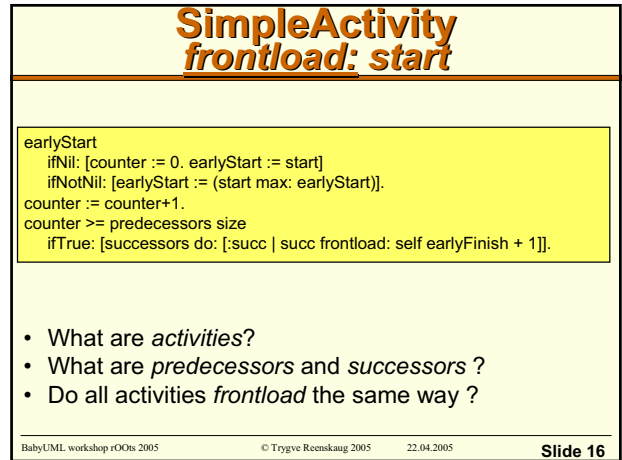 SimpleActivity
frontload: start
earlyStart
ifNil: [counter := 0. earlyStart := start]
ifNotNil: [earlyStart := (start max: earlyStart)].
counter := counter+1.
counter >= predecessors size
ifTrue: [successors do: [:succ | succ frontload: self earlyFinish + 1]].
• What are activities?
• What are predecessors and successors ?
• Do all activities frontload the same way ?
BabyUML workshop rOOts 2005 © Trygve Reenskaug 2005 22.04.2005 Slide 16